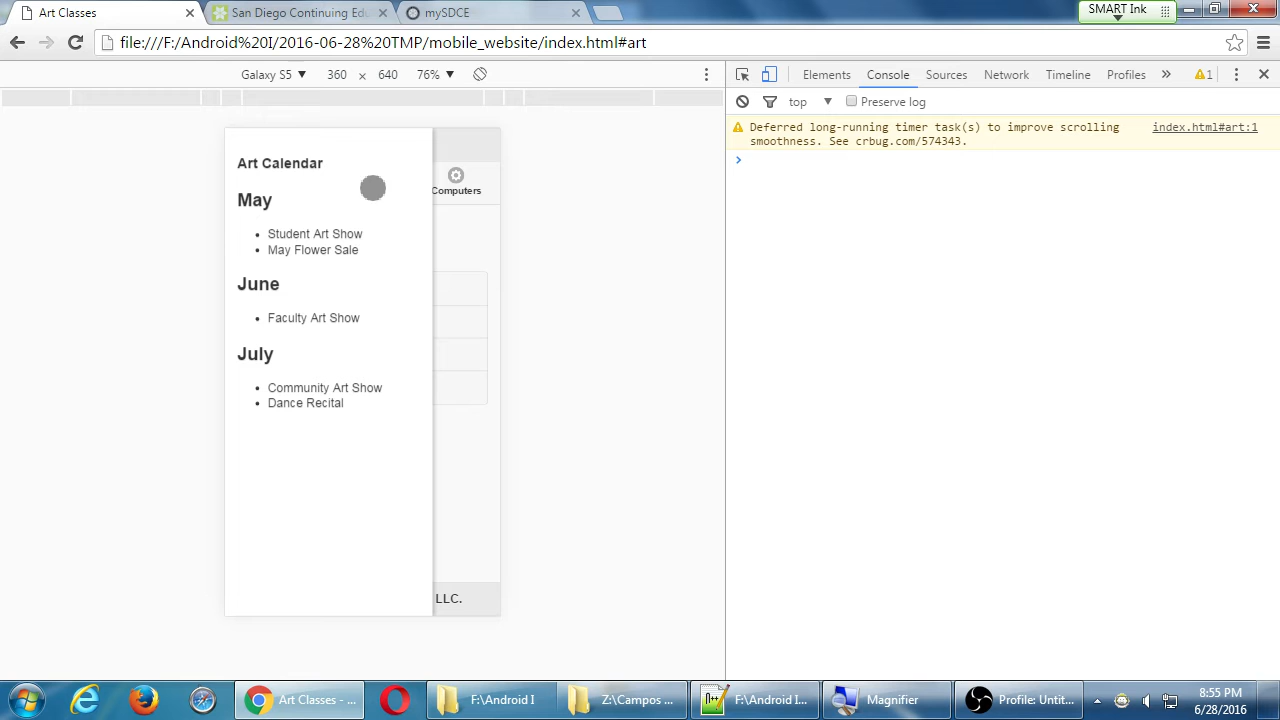 Art Classes
San Diego Continuing Edu
mySDCE
SMART Ink
file:///F:/Android%20I/2016-06-28%20TMP/mobile_website/index.html#art
Galaxy S5 ▼ 360 x 640 76% ▼
Elements Console Sources Network Timeline Profiles » 1
top ▼ Preserve log
Deferred long-running timer task(s) to improve scrolling index.html#art:1
smoothness. See crbug.com/574343.
Art Calendar
Computers
May
• Student Art Show
• May Flower Sale
June
• Faculty Art Show
July
• Community Art Show
• Dance Recital
LLC.
Art Classes - ...
F:\Android I
Z:\Campos ...
F:\Android I...
Magnifier
Profile: Untit...
8:55 PM
6/28/2016